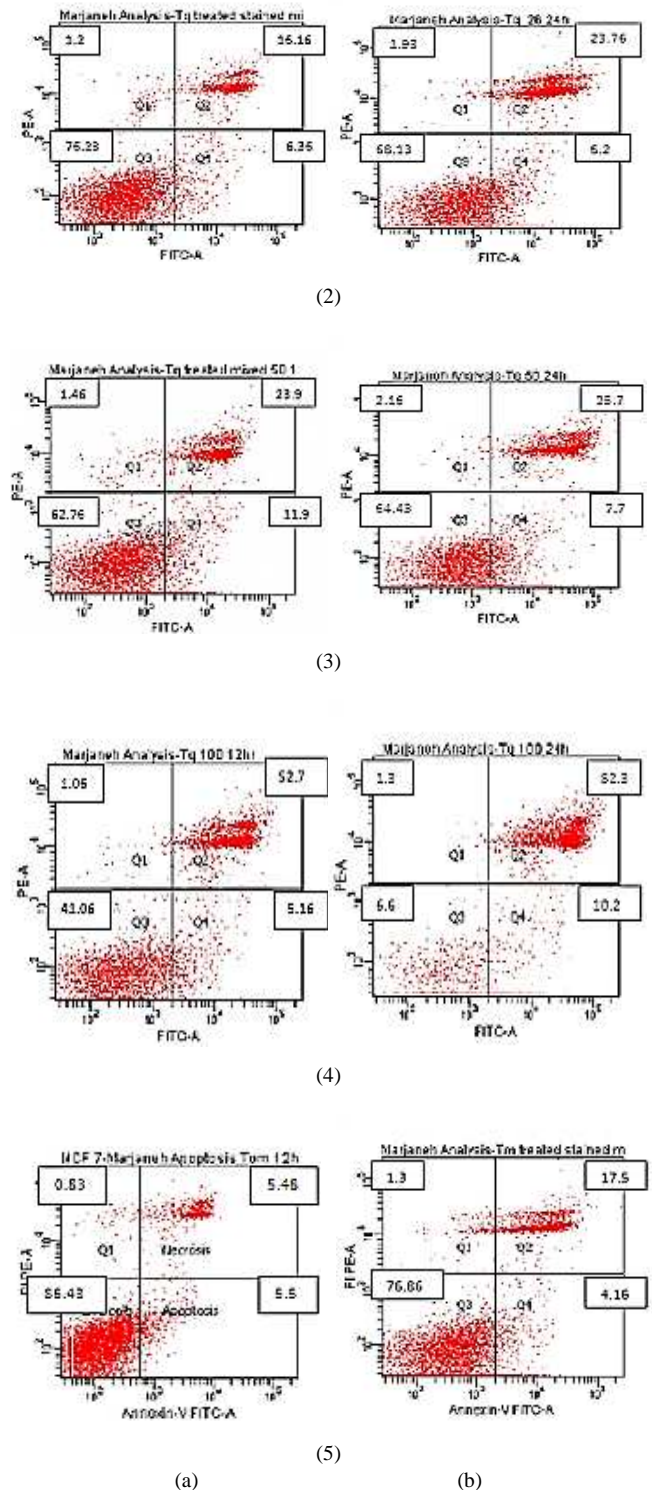 Marjaneh Analysis-Tq treated stained mi
1.2
16.16
Q1
Q2
76.23
Q3
Q4
6.36
PE-A
FITC-A
Marjaneh Analysis-Tq 26 24h
1.93
23.76
Q1
Q2
68.13
Q3
Q4
6.2
PE-A
FITC-A
(2)
Marjaneh Analysis-Tq treated mixed 50 1
1.46
23.9
Q1
Q2
62.76
Q3
Q4
11.9
PE-A
FITC-A
Marjaneh Analysis-Tq 50 24h
2.16
25.7
Q1
Q2
64.43
Q3
Q4
7.7
PE-A
FITC-A
(3)
Marjaneh Analysis-Tq 100 12h
1.06
52.7
Q1
Q2
41.06
Q3
Q4
5.16
PE-A
FITC-A
Marjaneh Analysis-Tq 100 24h
1.3
82.3
Q1
Q2
6.6
Q3
Q4
10.2
PE-A
FITC-A
(4)
MCF 7-Marjaneh Apoptosis Tom 12h
0.83
5.46
Q1
Necrosis
Apoptosis
5.5
PI PE-A
Annexin-V FITC-A
Marjaneh Analysis-Tm treated stained m
1.3
17.5
Q1
Q2
76.86
Q3
Q4
4.16
PI PE-A
Annexin-V FITC-A
(5)
(a)
(b)